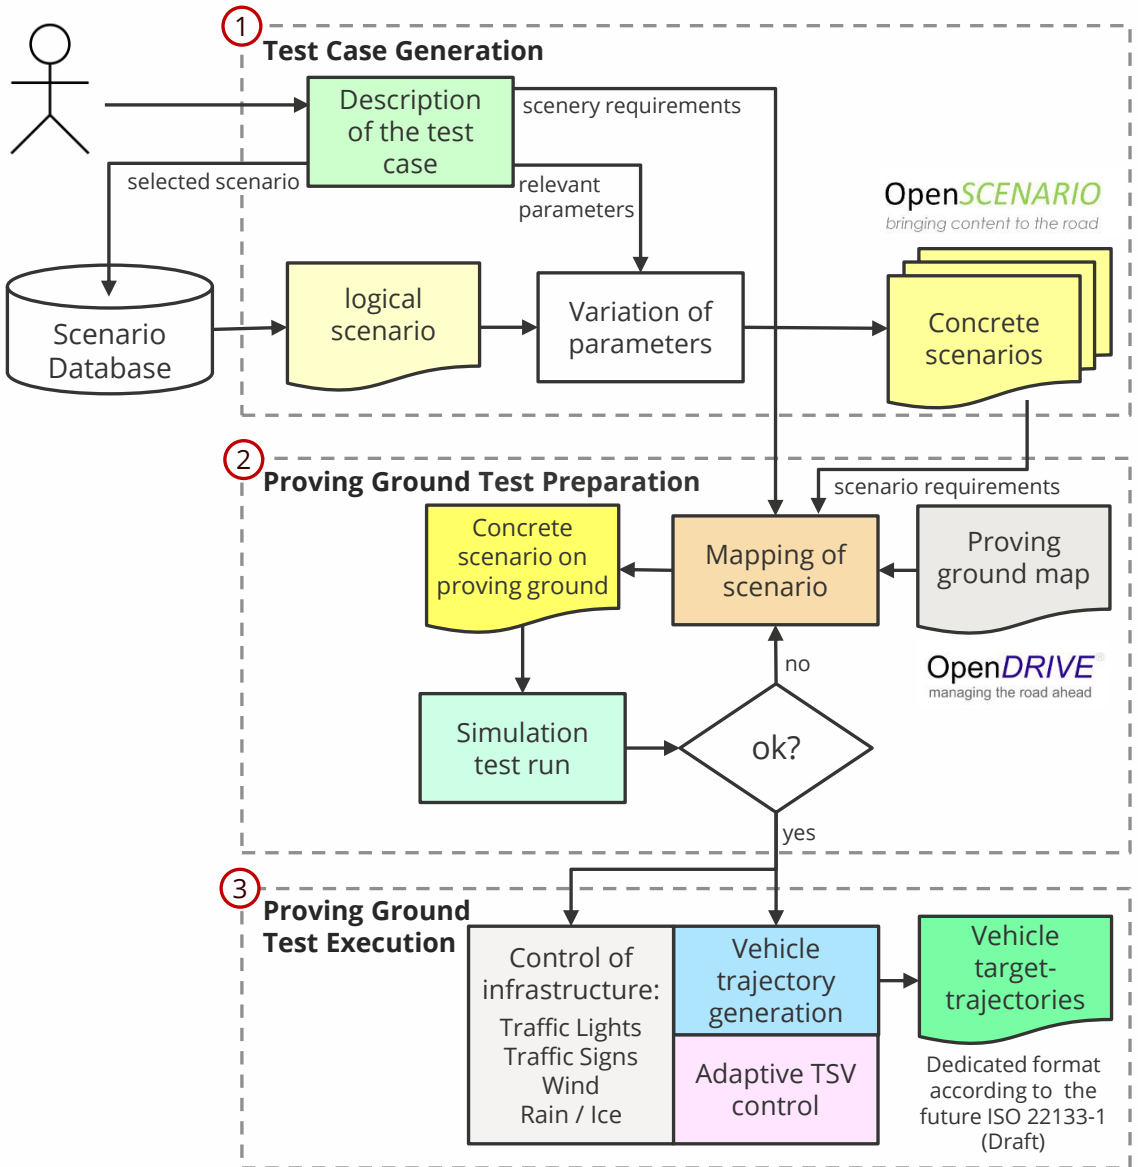 1
Test Case Generation
Description
of the test
case
scenery requirements
selected scenario
relevant
parameters
OpenSCENARIO
bringing content to the road
Scenario
Database
logical
scenario
Variation of
parameters
Concrete
scenarios
2
Proving Ground Test Preparation
scenario requirements
Concrete
scenario on
proving ground
Mapping of
scenario
Proving
ground map
no
OpenDRIVE®
managing the road ahead
Simulation
test run
ok?
yes
3
Proving Ground
Test Execution
Control of
infrastructure:
Traffic Lights
Traffic Signs
Wind
Rain / Ice
Vehicle
trajectory
generation
Adaptive TSV
control
Vehicle
target-
trajectories
Dedicated format
according to the
future ISO 22133-1
(Draft)